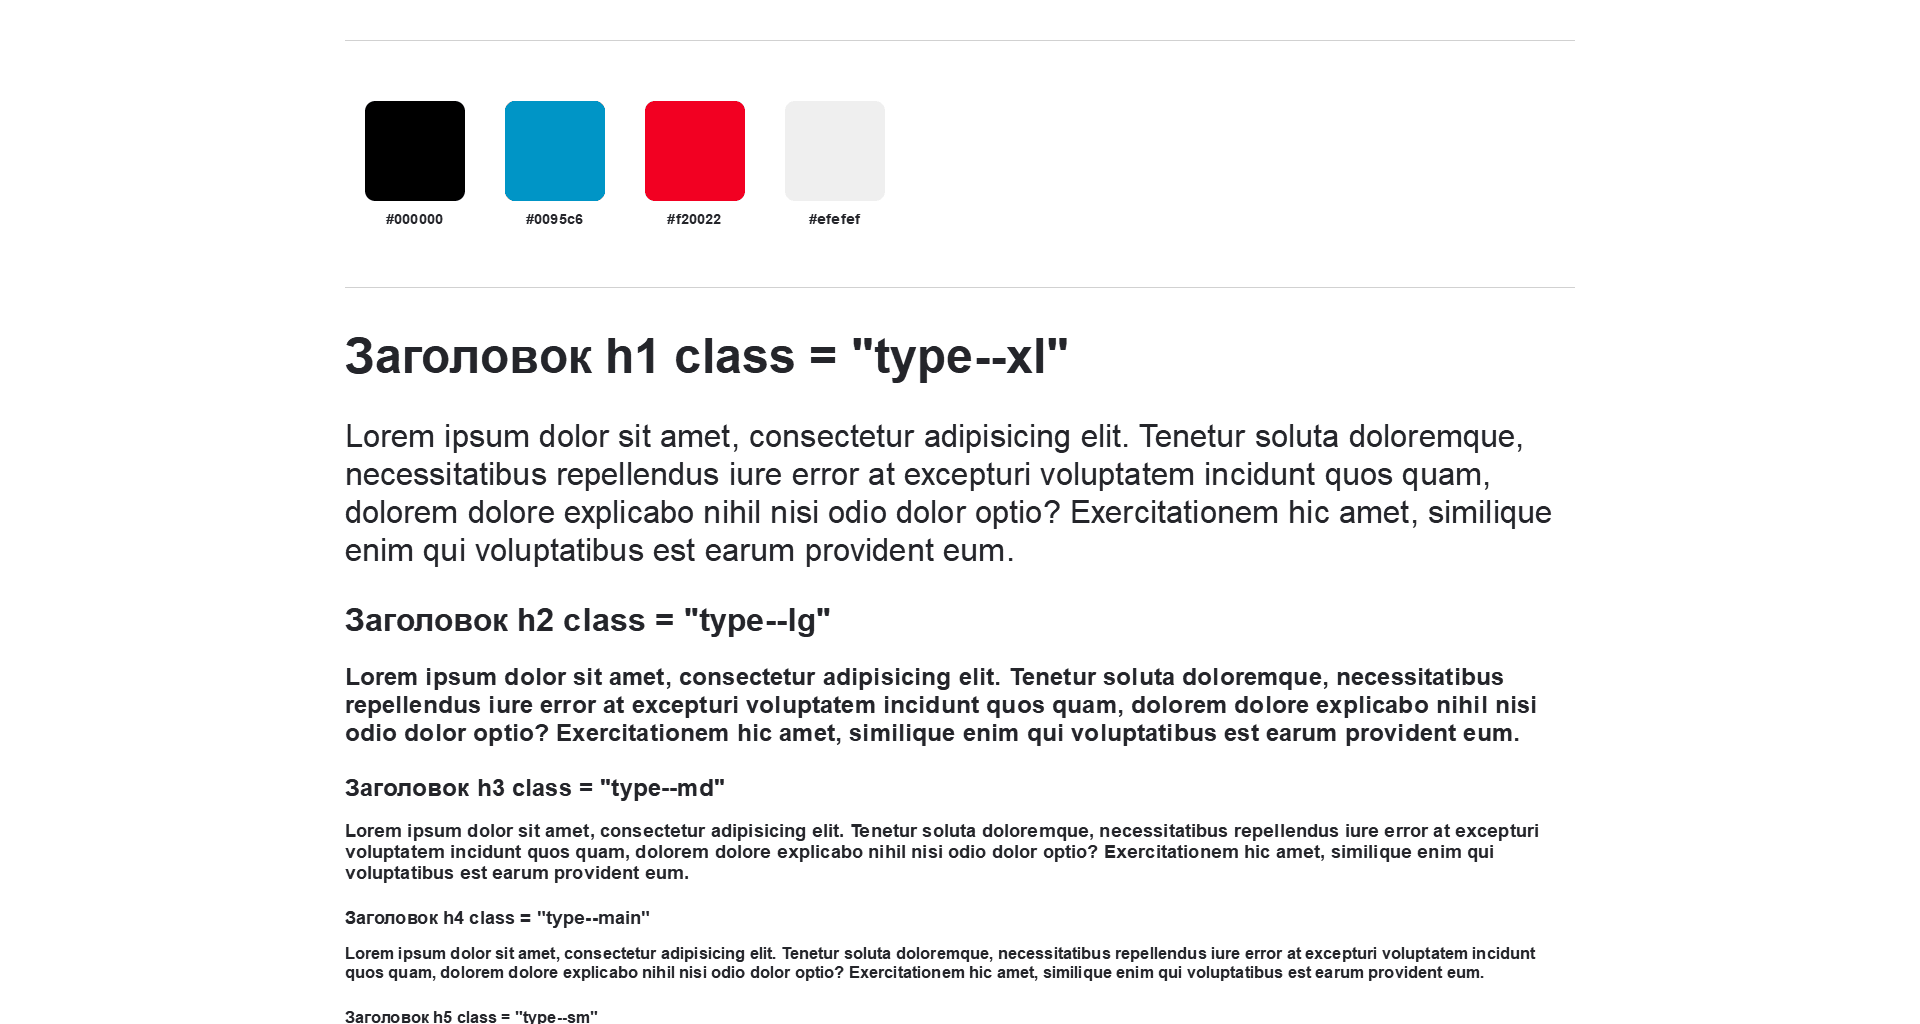 #000000 #0095c6 #f20022 #efefef
Заголовок h1 class = "type--xl"
Lorem ipsum dolor sit amet, consectetur adipisicing elit. Tenetur soluta doloremque,
necessitatibus repellendus iure error at excepturi voluptatem incidunt quos quam,
dolorem dolore explicabo nihil nisi odio dolor optio? Exercitationem hic amet, similique
enim qui voluptatibus est earum provident eum.
Заголовок h2 class = "type--lg"
Lorem ipsum dolor sit amet, consectetur adipisicing elit. Tenetur soluta doloremque, necessitatibus
repellendus iure error at excepturi voluptatem incidunt quos quam, dolorem dolore explicabo nihil nisi
odio dolor optio? Exercitationem hic amet, similique enim qui voluptatibus est earum provident eum.
Заголовок h3 class = "type--md"
Lorem ipsum dolor sit amet, consectetur adipisicing elit. Tenetur soluta doloremque, necessitatibus repellendus iure error at excepturi
voluptatem incidunt quos quam, dolorem dolore explicabo nihil nisi odio dolor optio? Exercitationem hic amet, similique enim qui
voluptatibus est earum provident eum.
Заголовок h4 class = "type--main"
Lorem ipsum dolor sit amet, consectetur adipisicing elit. Tenetur soluta doloremque, necessitatibus repellendus iure error at excepturi voluptatem incidunt
quos quam, dolorem dolore explicabo nihil nisi odio dolor optio? Exercitationem hic amet, similique enim qui voluptatibus est earum provident eum.
Заголовок h5 class = "type--sm"